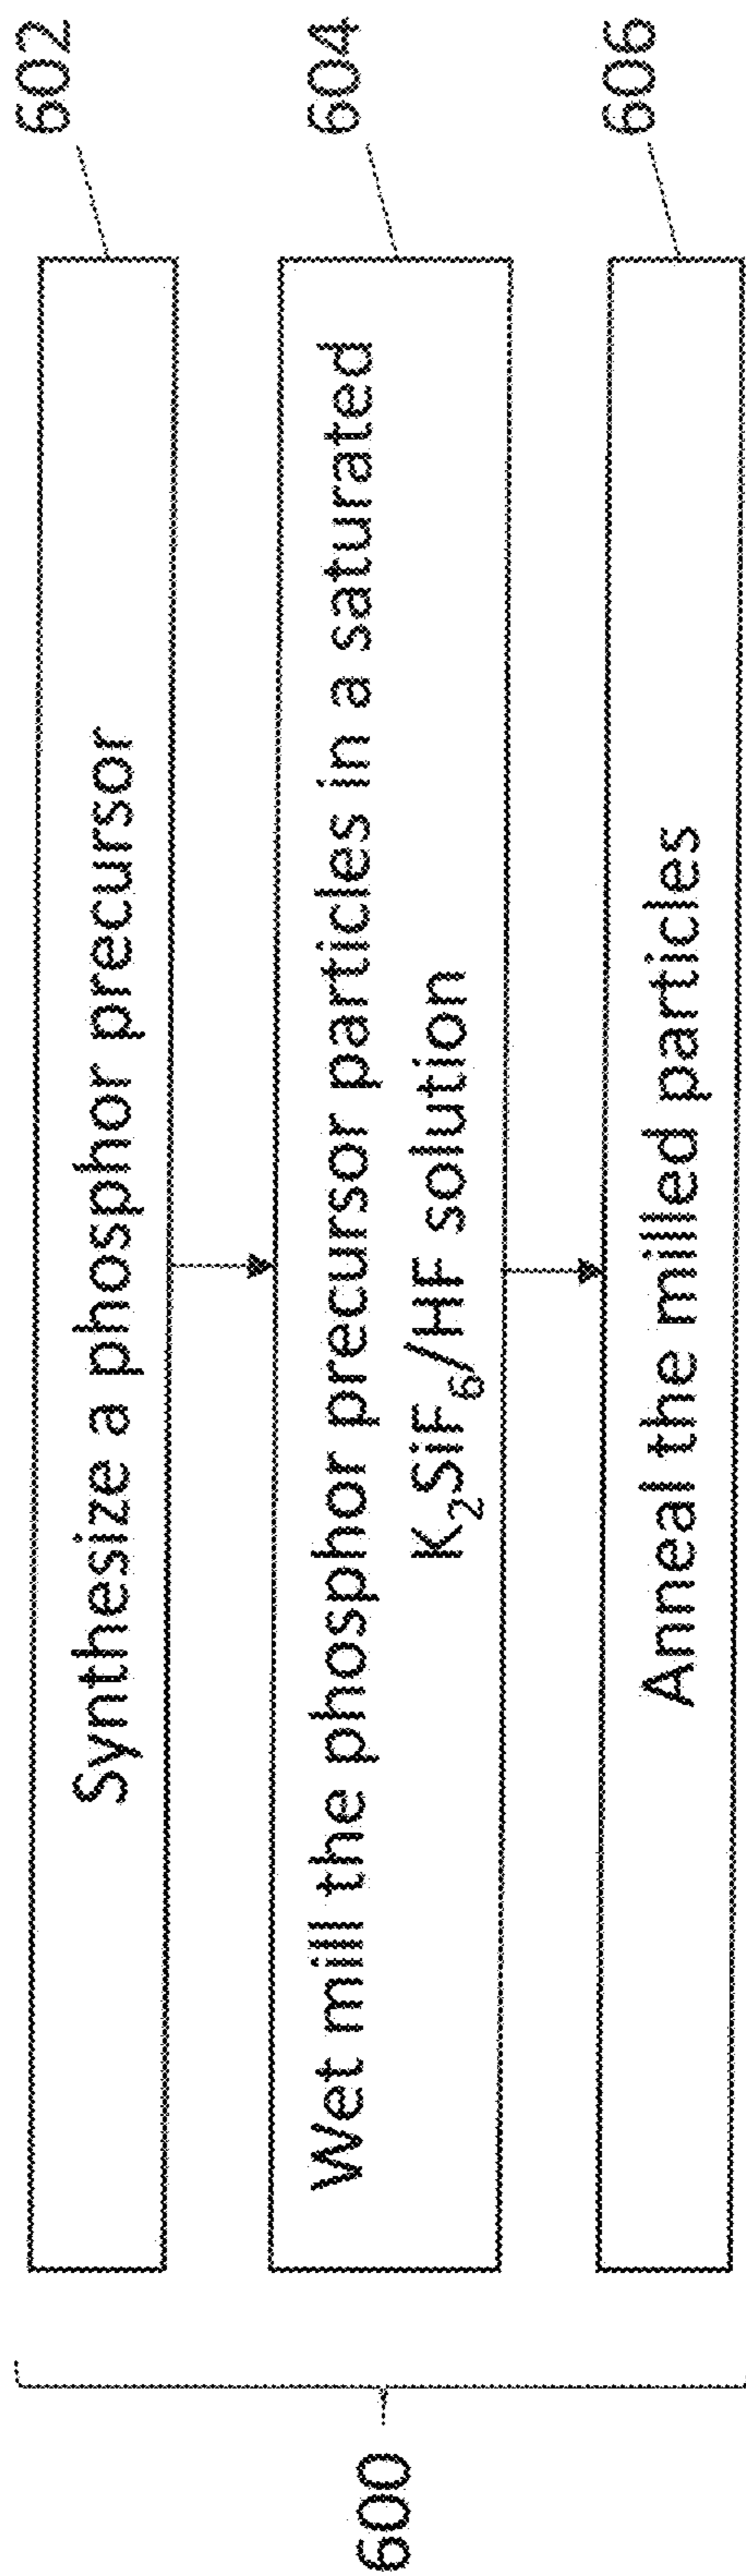 600
Synthesize a phosphor precursor
602
Wet mill the phosphor precursor particles in a saturated
K₂SiF₆/HF solution
604
Anneal the milled particles
606